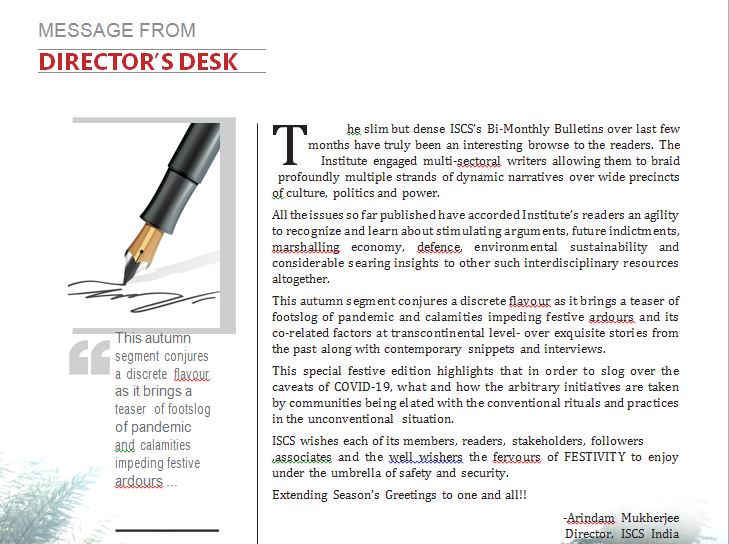 MESSAGE FROM
DIRECTOR'S DESK
The slim but dense ISCS's Bi-Monthly Bulletins over last few
months have truly been an interesting browse to the readers. The
Institute engaged multi-sectoral writers allowing them to braid
profoundly multiple strands of dynamic narratives over wide precincts
of culture, politics and power.
All the issues so far published have accorded Institute's readers an agility
to recognize and learn about stimulating arguments, future indictments,
marshalling economy, defence, environmental sustainability and
considerable searing insights to other such interdisciplinary resources
altogether.
This autumn segment conjures a discrete flavour as it brings a teaser of
footslog of pandemic and calamities impeding festive ardours and its
co-related factors at transcontinental level- over exquisite stories from
the past along with contemporary snippets and interviews.
This special festive edition highlights that in order to slog over the
caveats of COVID-19, what and how the arbitrary initiatives are taken
by communities being elated with the conventional rituals and practices
in the unconventional situation.
ISCS wishes each of its members, readers, stakeholders, followers
,associates and the well wishers the fervours of FESTIVITY to enjoy
under the umbrella of safety and security.
Extending Season's Greetings to one and all!!
-Arindam Mukherjee
Director, ISCS India
“
This autumn
segment conjures
a discrete flavour
as it brings a
teaser of footslog
of pandemic
and calamities
impeding festive
ardours ...